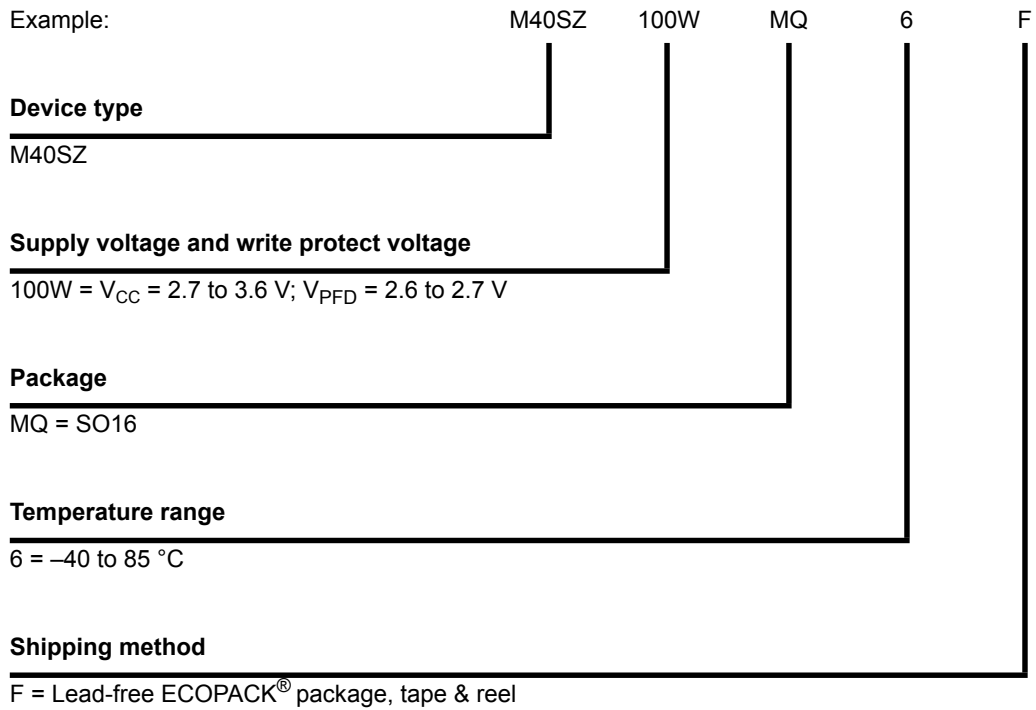 Example: M40SZ 100W MQ 6 F
Device type
M40SZ
Supply voltage and write protect voltage
100W = VCC = 2.7 to 3.6 V; VPFD = 2.6 to 2.7 V
Package
MQ = SO16
Temperature range
6 = –40 to 85 °C
Shipping method
F = Lead-free ECOPACK® package, tape & reel